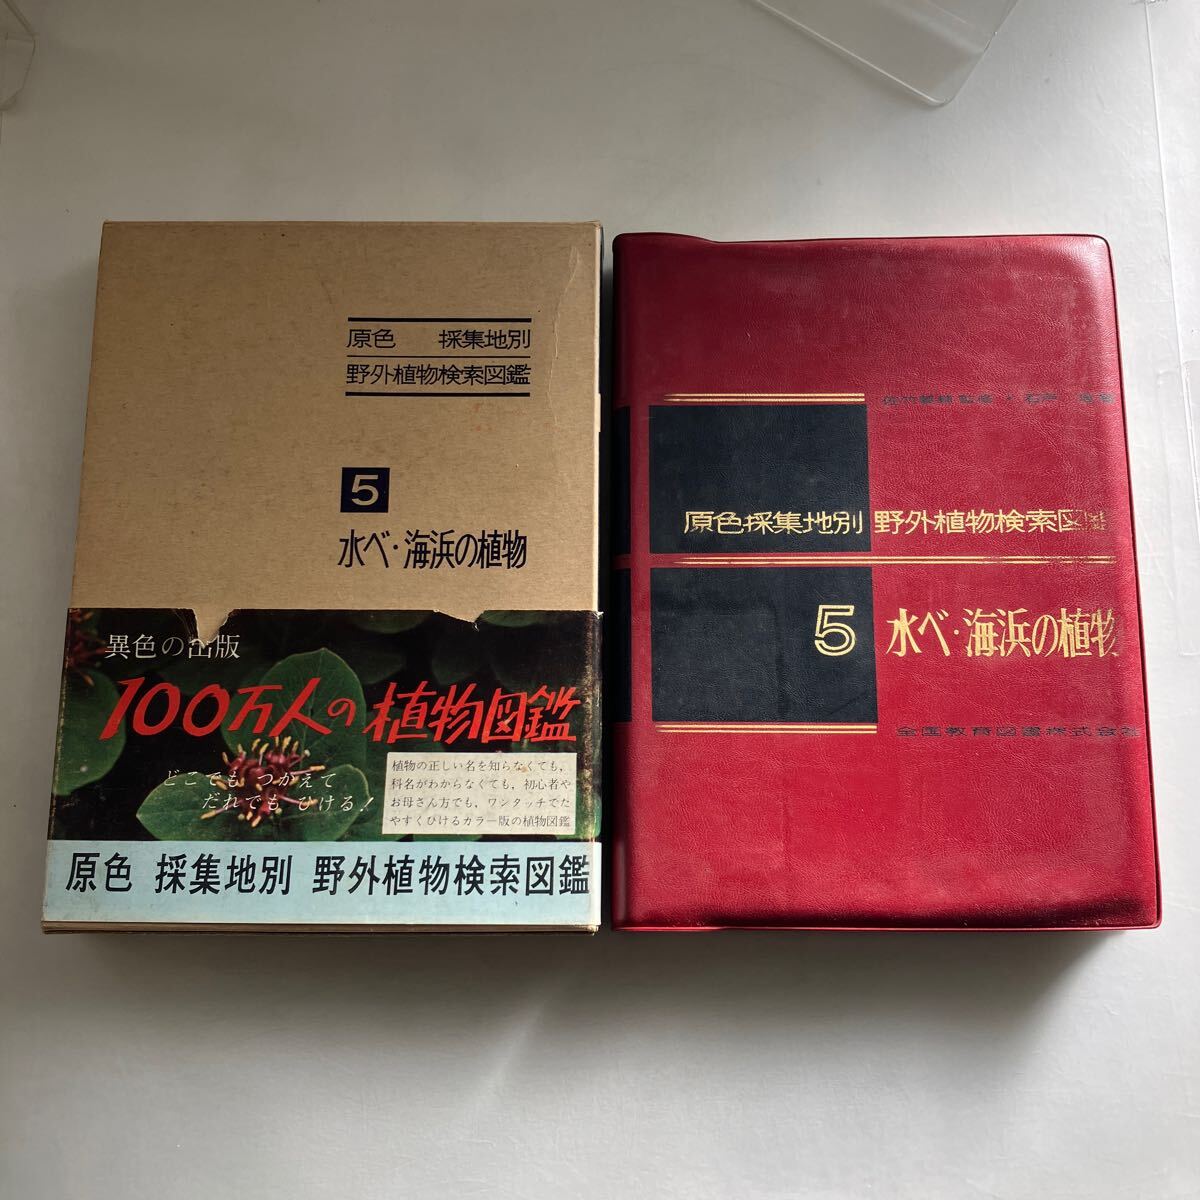 原色 採集地別
野外植物検索図鑑
5
水べ・海浜の植物
異色の出版
100万人の植物図鑑
どこでも つかえて
だれでも ひける!
植物の正しい名を知らなくても,
科名がわからなくても, 初心者や
お母さん方でも, ワンタッチでた
やすくひけるカラー版の植物図鑑
原色 採集地別 野外植物検索図鑑
佐竹義輔 監修
原色採集地別 野外植物検索図鑑
5 水べ・海浜の植物
全国教育図書株式会社